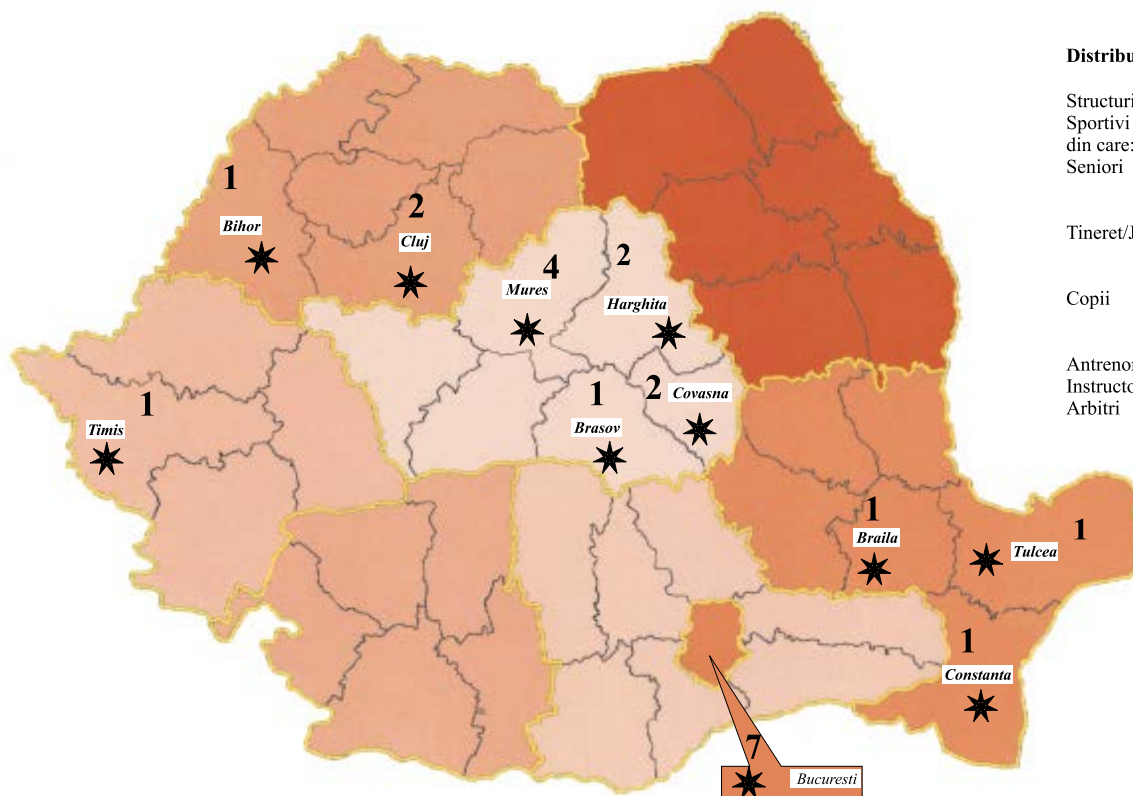 Distribu
Structuri
Sportivi
din care:
Seniori
Tineret/J
Copii
Antrenor
Instructo
Arbitri
1
Bihor
2
Cluj
4
Mures
2
Harghita
1
Timis
1
Brasov
2
Covasna
1
Braila
1
Tulcea
1
Constanta
7
Bucuresti